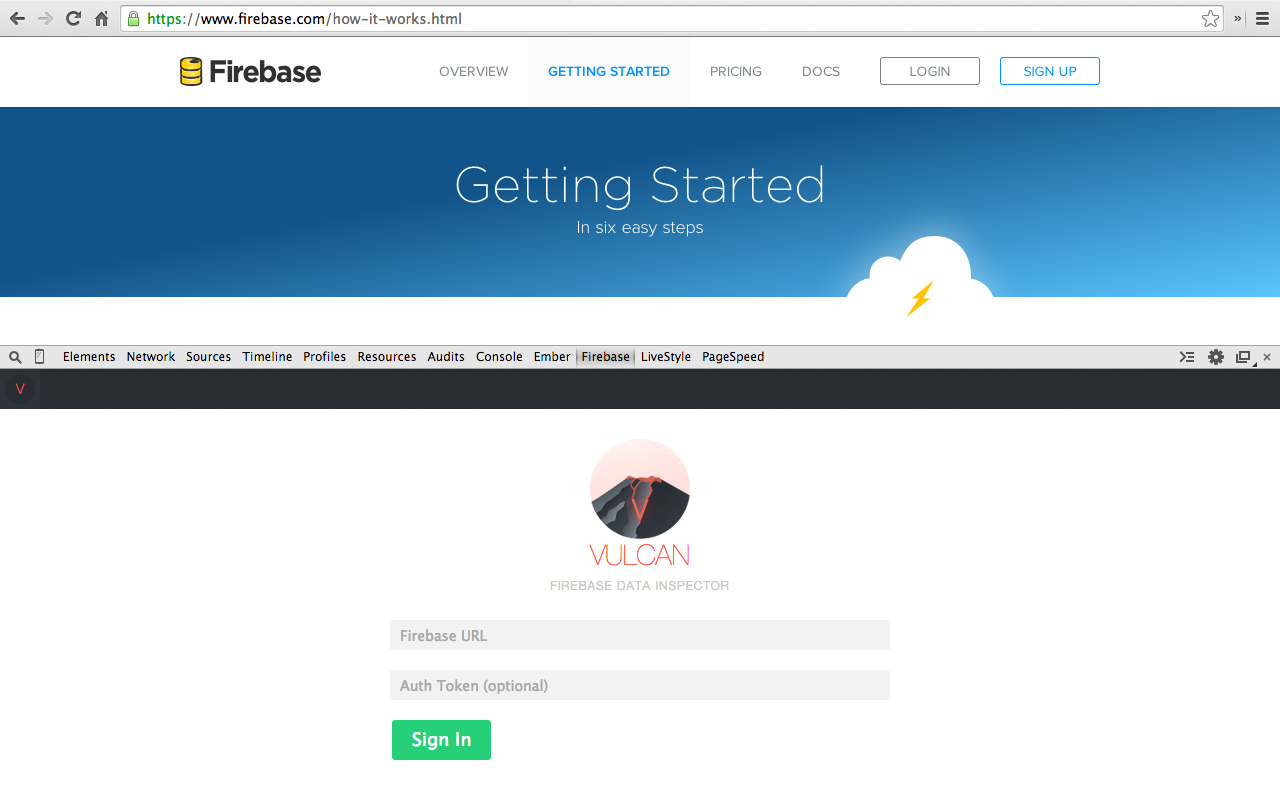 https://www.firebase.com/how-it-works.html »
Firebase OVERVIEW GETTING STARTED PRICING DOCS LOGIN SIGN UP
Getting Started
In six easy steps
Elements Network Sources Timeline Profiles Resources Audits Console Ember Firebase LiveStyle PageSpeed
V
VULCAN
FIREBASE DATA INSPECTOR
Firebase URL
Auth Token (optional)
Sign In